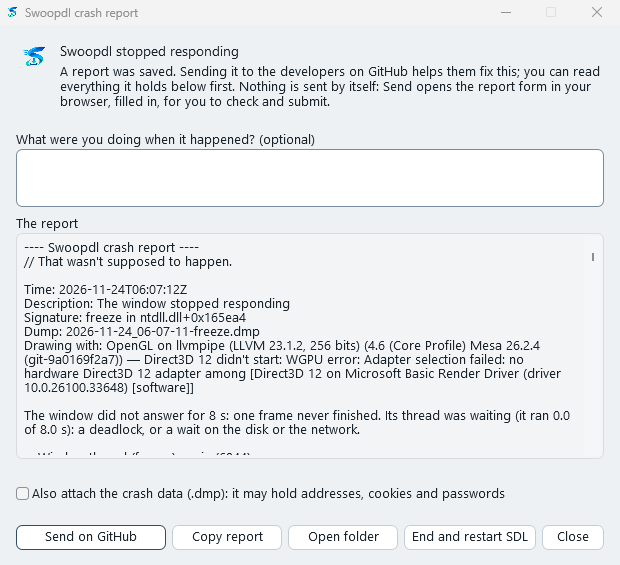 Swoopdl crash report
Swoopdl stopped responding
A report was saved. Sending it to the developers on GitHub helps them fix this; you can read
everything it holds below first. Nothing is sent by itself: Send opens the report form in your
browser, filled in, for you to check and submit.
What were you doing when it happened? (optional)
The report
---- Swoopdl crash report ----
// That wasn't supposed to happen.
Time: 2026-11-24T06:07:12Z
Description: The window stopped responding
Signature: freeze in ntdll.dll+0x165ea4
Dump: 2026-11-24_06-07-11-freeze.dmp
Drawing with: OpenGL on llvmpipe (LLVM 23.1.2, 256 bits) (4.6 (Core Profile) Mesa 26.2.4
(git-9a0169f2a7)) — Direct3D 12 didn't start: WGPU error: Adapter selection failed: no
hardware Direct3D 12 adapter among [Direct3D 12 on Microsoft Basic Render Driver (driver
10.0.26100.33648) [software]]
The window did not answer for 8 s: one frame never finished. Its thread was waiting (it ran 0.0
of 8.0 s): a deadlock, or a wait on the disk or the network.
Also attach the crash data (.dmp): it may hold addresses, cookies and passwords
Send on GitHub
Copy report
Open folder
End and restart SDL
Close